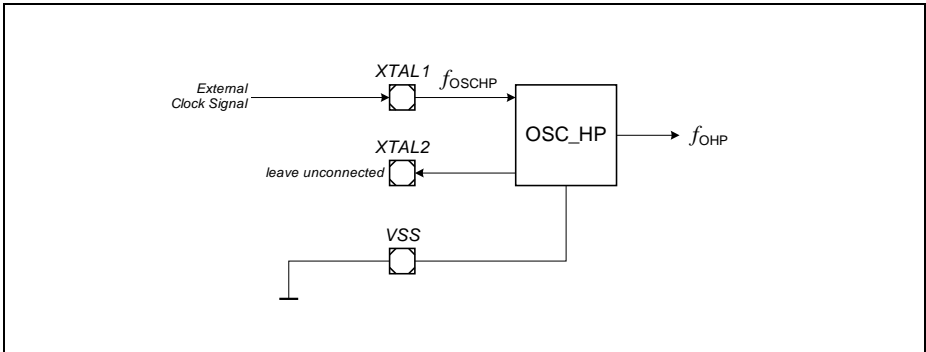 XTAL1
fOSCHP
External
Clock Signal
OSC_HP
fOHP
XTAL2
leave unconnected
VSS